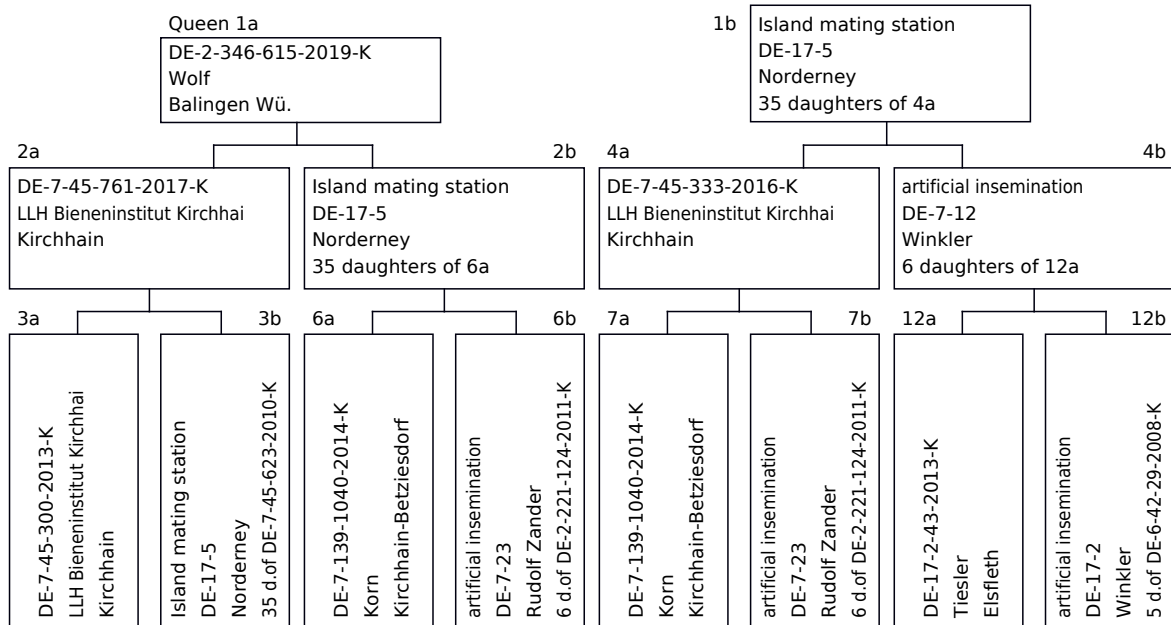 Queen 1a
DE-2-346-615-2019-K
Wolf
Balingen Wü.
1b
Island mating station
DE-17-5
Norderney
35 daughters of 4a
2a
DE-7-45-761-2017-K
LLH Bieneninstitut Kirchhai
Kirchhain
2b
Island mating station
DE-17-5
Norderney
35 daughters of 6a
4a
DE-7-45-333-2016-K
LLH Bieneninstitut Kirchhai
Kirchhain
4b
artificial insemination
DE-7-12
Winkler
6 daughters of 12a
3a
DE-7-45-300-2013-K
LLH Bieneninstitut Kirchhai
Kirchhain
3b
Island mating station
DE-17-5
Norderney
35 d.of DE-7-45-623-2010-K
6a
DE-7-139-1040-2014-K
Korn
Kirchhain-Betziesdorf
6b
artificial insemination
DE-7-23
Rudolf Zander
6 d.of DE-2-221-124-2011-K
7a
DE-7-139-1040-2014-K
Korn
Kirchhain-Betziesdorf
7b
artificial insemination
DE-7-23
Rudolf Zander
6 d.of DE-2-221-124-2011-K
12a
DE-17-2-43-2013-K
Tiesler
Elsfleth
12b
artificial insemination
DE-17-2
Winkler
5 d.of DE-6-42-29-2008-K